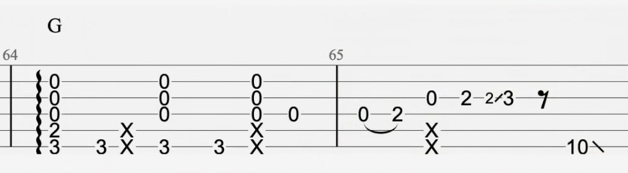 G
64 65
0 0 0
0 0 0 0 2 2/3
0 0 0 0 0 2
2 X X X
3 3 X 3 3 X X 10\